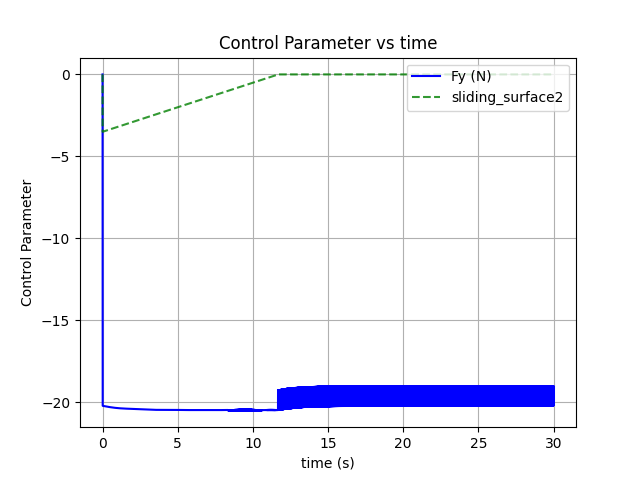 Control Parameter vs time
Fy (N)
sliding_surface2
Control Parameter
0
−5
−10
−15
−20
0 5 10 15 20 25 30
time (s)